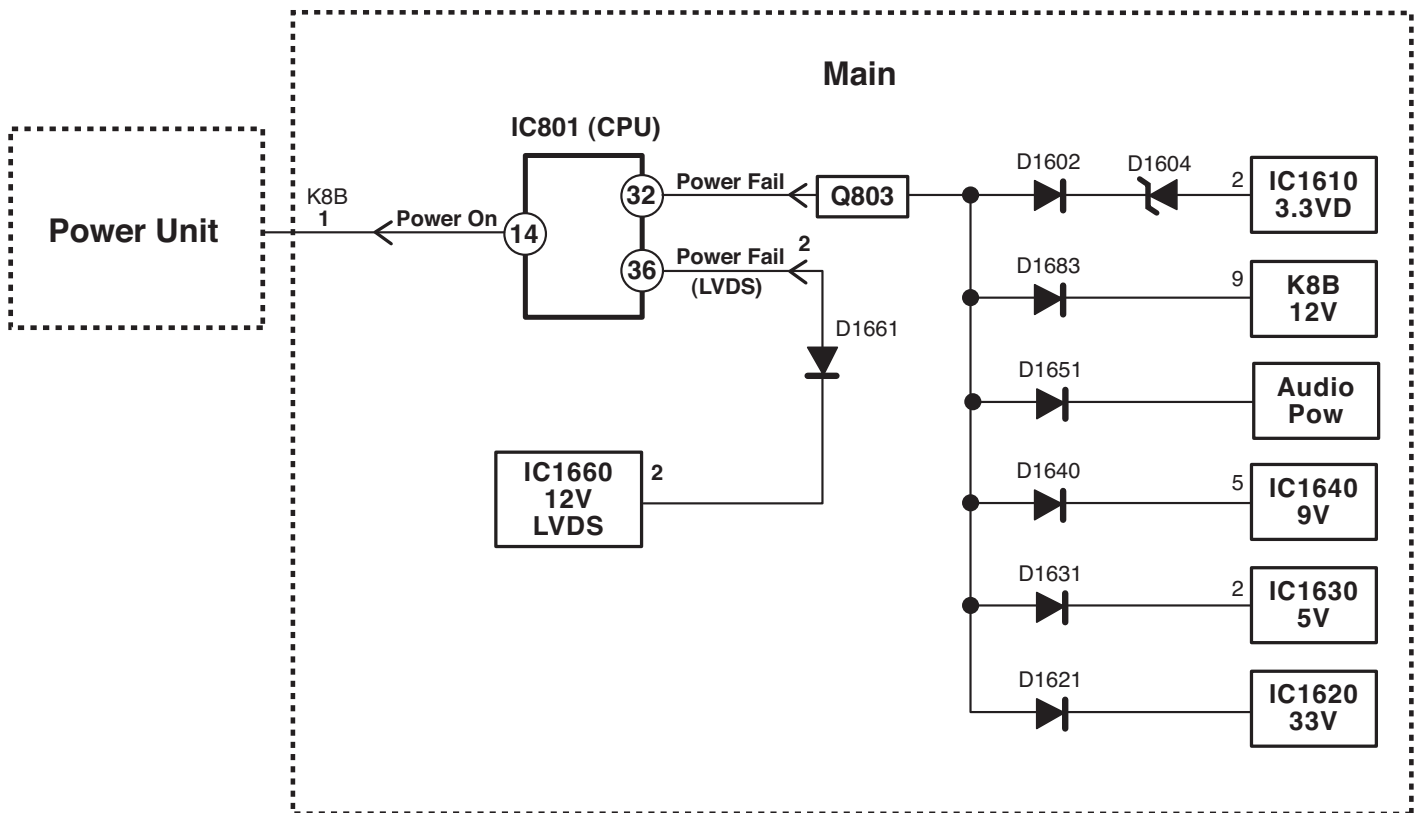 Main
Power Unit
K8B
1
Power On
IC801 (CPU)
14
32
36
Power Fail
Q803
Power Fail
(LVDS)
2
D1661
IC1660
12V
LVDS
2
D1602
D1604
2
IC1610
3.3VD
D1683
9
K8B
12V
D1651
Audio
Pow
D1640
5
IC1640
9V
D1631
2
IC1630
5V
D1621
IC1620
33V